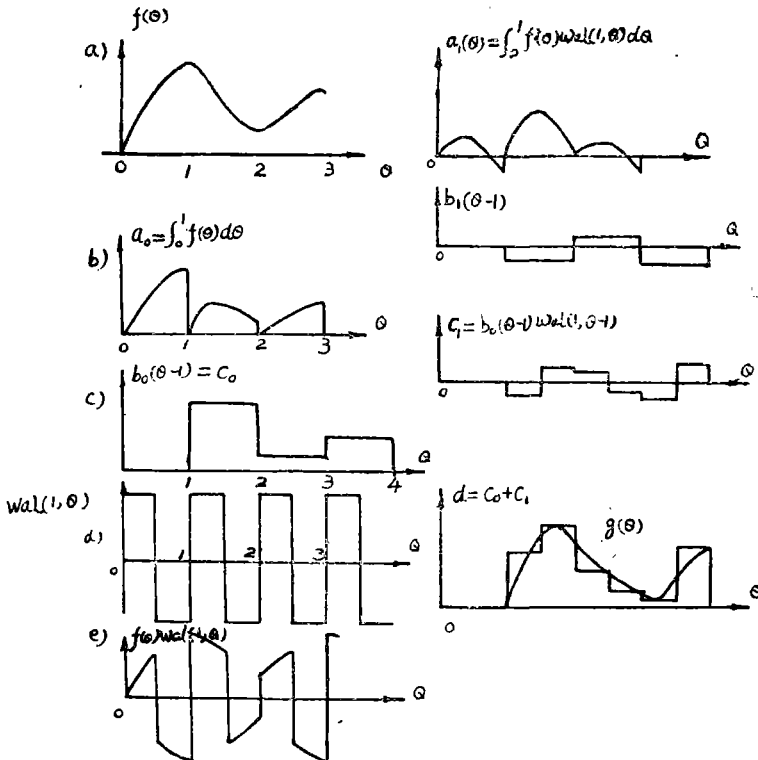 f(θ)
a)
0 1 2 3 θ
a₀=∫₀¹f(θ)dθ
b)
0 1 2 3 θ
b₀(θ-1) = C₀
c)
1 2 3 4 θ
Wal(1,θ)
d)
0 1 2 3 θ
e)
0 θ
a₁(θ)=∫₀¹f(θ)Wal(1,θ)dθ
0 θ
b₁(θ-1)
0 θ
C₁=b₀(θ-1)Wal(1,θ-1)
0 θ
d=C₀+C₁
g(θ)
0 θ